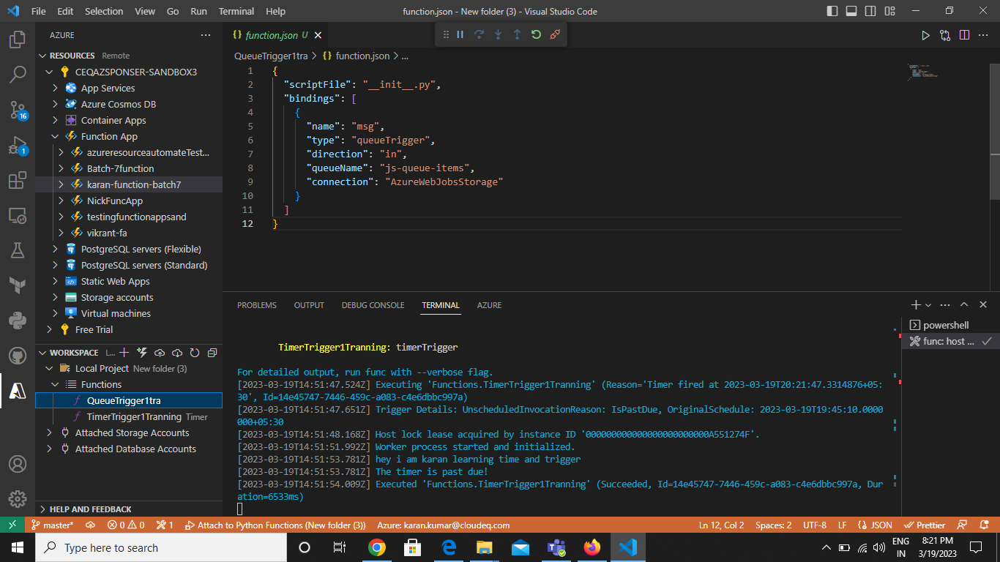 File Edit Selection View Go Run Terminal Help
function.json - New folder (3) - Visual Studio Code
AZURE
RESOURCES Remote
CEQAZSPONSER-SANDBOX3
App Services
Azure Cosmos DB
Container Apps
Function App
azureresourceautomateTest...
Batch-7function
karan-function-batch7
NickFuncApp
testingfunctionappsand
vikrant-fa
PostgreSQL servers (Flexible)
PostgreSQL servers (Standard)
Static Web Apps
Storage accounts
Virtual machines
Free Trial
WORKSPACE L...
Local Project New folder (3)
Functions
QueueTrigger1tra
TimerTrigger1Tranning Timer
Attached Storage Accounts
Attached Database Accounts
HELP AND FEEDBACK
16
1
{} function.json U
QueueTrigger1tra > {} function.json > ...
1 {
2 "scriptFile": "__init__.py",
3 "bindings": [
4 {
5 "name": "msg",
6 "type": "queueTrigger",
7 "direction": "in",
8 "queueName": "js-queue-items",
9 "connection": "AzureWebJobsStorage"
10 }
11 ]
12 }
PROBLEMS OUTPUT DEBUG CONSOLE TERMINAL AZURE
powershell
func: host ...
TimerTrigger1Tranning: timerTrigger
For detailed output, run func with --verbose flag.
[2023-03-19T14:51:47.524Z] Executing 'Functions.TimerTrigger1Tranning' (Reason='Timer fired at 2023-03-19T20:21:47.3314876+05:
30', Id=14e45747-7446-459c-a083-c4e6dbbc997a)
[2023-03-19T14:51:47.651Z] Trigger Details: UnscheduledInvocationReason: IsPastDue, OriginalSchedule: 2023-03-19T19:45:10.0000
000+05:30
[2023-03-19T14:51:48.168Z] Host lock lease acquired by instance ID '000000000000000000000000A551274F'.
[2023-03-19T14:51:51.992Z] Worker process started and initialized.
[2023-03-19T14:51:53.781Z] hey i am karan learning time and trigger
[2023-03-19T14:51:53.781Z] The timer is past due!
[2023-03-19T14:51:54.009Z] Executed 'Functions.TimerTrigger1Tranning' (Succeeded, Id=14e45747-7446-459c-a083-c4e6dbbc997a, Dur
ation=6533ms)
master* 0 0 1 Attach to Python Functions (New folder (3)) Azure: karan.kumar@cloudeq.com Ln 12, Col 2 Spaces: 2 UTF-8 LF {} JSON Prettier
Type here to search
ENG
IN
8:21 PM
3/19/2023